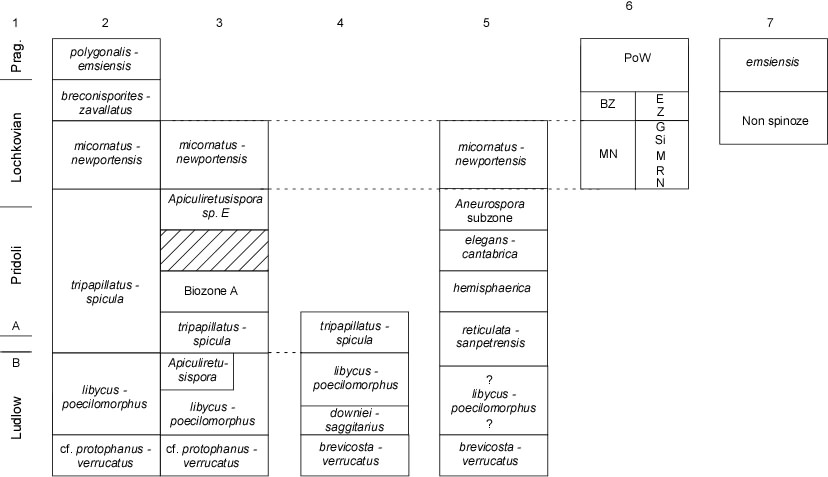 1
2
3
4
5
6
7
Prag.
Lochkovian
Pridoli
A
B
Ludlow
polygonalis -
emsiensis
breconisporites -
zavallatus
micornatus -
newportensis
tripapillatus -
spicula
libycus -
poecilomorphus
cf. protophanus -
verrucatus
micornatus -
newportensis
Apiculiretusispora
sp. E
Biozone A
tripapillatus -
spicula
Apiculiretu-
sispora
libycus -
poecilomorphus
cf. protophanus -
verrucatus
tripapillatus -
spicula
libycus -
poecilomorphus
downiei -
saggitarius
brevicosta -
verrucatus
micornatus -
newportensis
Aneurospora
subzone
elegans -
cantabrica
hemisphaerica
reticulata -
sanpetrensis
?
libycus -
poecilomorphus
?
brevicosta -
verrucatus
PoW
BZ
E
Z
MN
G
Si
M
R
N
emsiensis
Non spinoze